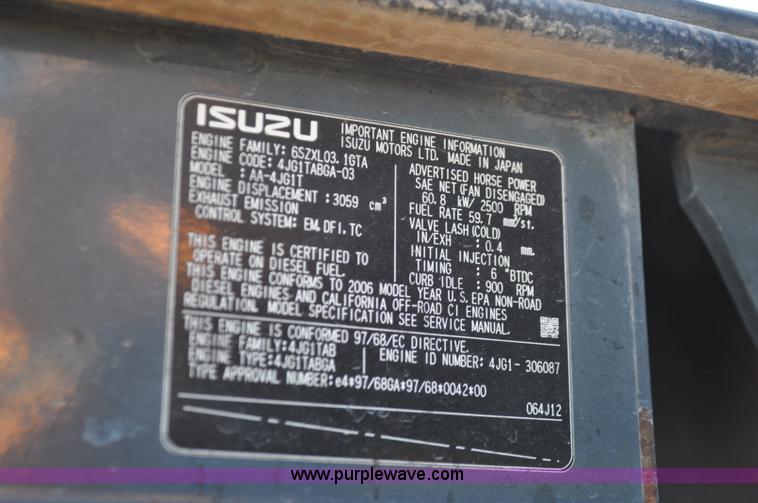 ISUZU
IMPORTANT ENGINE INFORMATION
ISUZU MOTORS LTD. MADE IN JAPAN
ENGINE FAMILY: 6SZXL03.1GTA
ENGINE CODE: 4JG1TABGA-03
MODEL : AA-4JG1T
ENGINE DISPLACEMENT : 3059 cm³
EXHAUST EMISSION
CONTROL SYSTEM: EM,DFI,TC
ADVERTISED HORSE POWER
SAE NET(FAN DISENGAGED)
60.8 kW/ 2500 RPM
FUEL RATE 59.7 mm³/st.
VALVE LASH(COLD)
IN/EXH : 0.4 mm.
INITIAL INJECTION
TIMING : 6 °BTDC
CURB IDLE : 900 RPM
THIS ENGINE IS CERTIFIED TO
OPERATE ON DIESEL FUEL.
THIS ENGINE CONFORMS TO 2006 MODEL YEAR U.S.EPA NON-ROAD
DIESEL ENGINES AND CALIFORNIA OFF-ROAD CI ENGINES
REGULATION. MODEL SPECIFICATION SEE SERVICE MANUAL.
THIS ENGINE IS CONFORMED 97/68/EC DIRECTIVE.
ENGINE FAMILY:4JG1TAB
ENGINE TYPE:4JG1TABGA
ENGINE ID NUMBER: 4JG1- 306087
TYPE APPROVAL NUMBER:e4*97/68GA*97/68*0042*00
064J12
www.purplewave.com